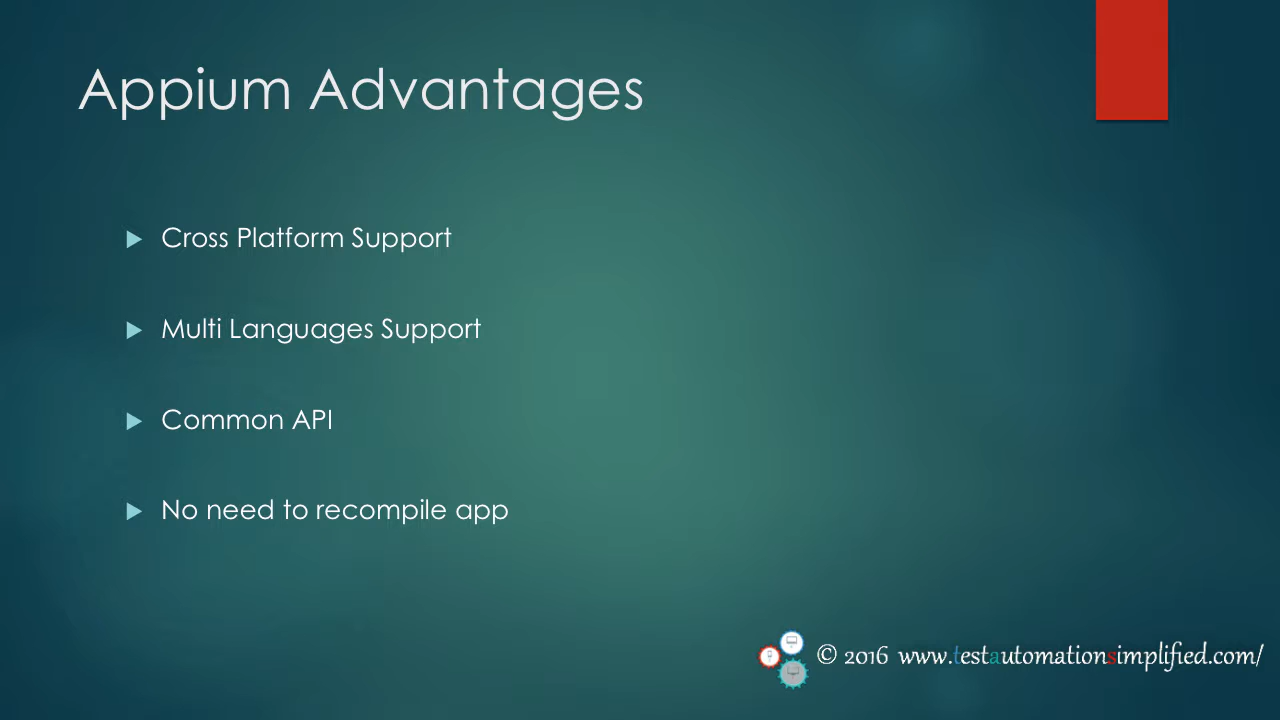 Appium Advantages
Cross Platform Support
Multi Languages Support
Common API
No need to recompile app
© 2016 www.testautomationsimplified.com/